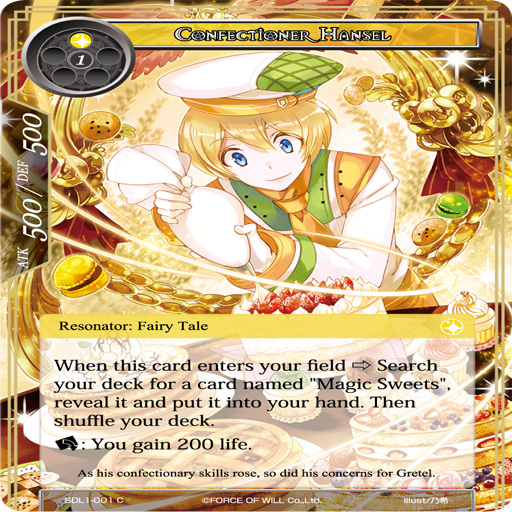 Confectioner Hansel
1
ATK 500 / DEF 500
Resonator: Fairy Tale
When this card enters your field ⇨ Search
your deck for a card named "Magic Sweets",
reveal it and put it into your hand. Then
shuffle your deck.
: You gain 200 life.
As his confectionary skills rose, so did his concerns for Gretel.
SDL1-001 C ©FORCE OF WILL Co.,Ltd. Illust/乃希